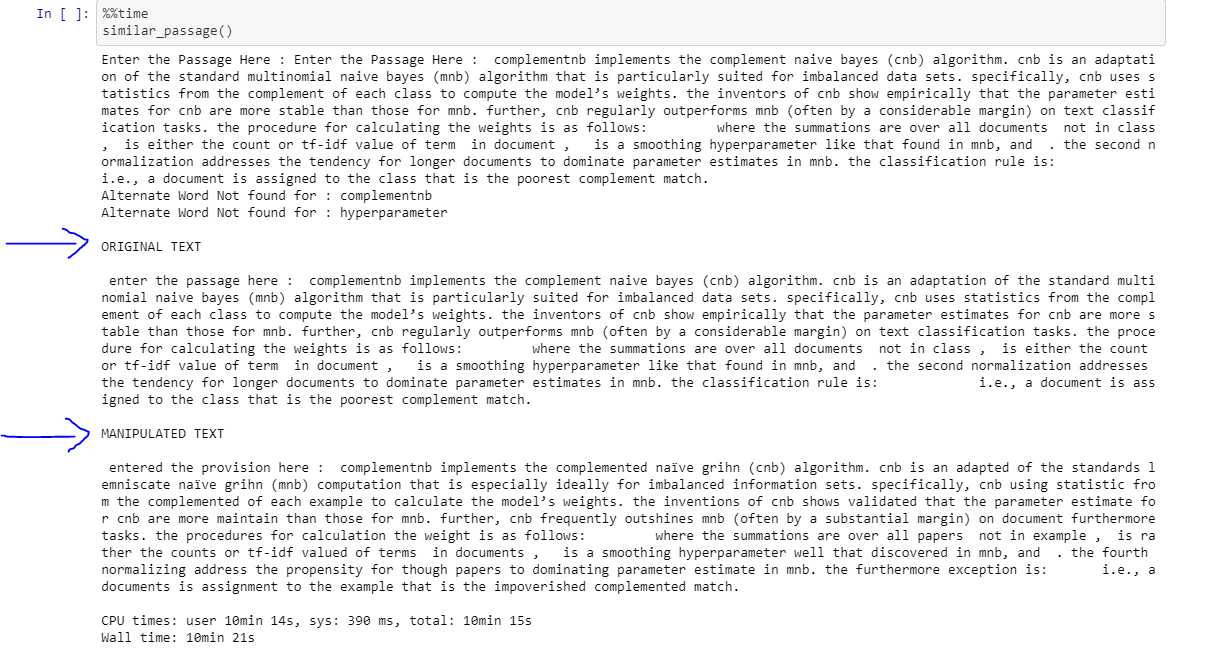 In [ ]: %%time
similar_passage()
Enter the Passage Here : Enter the Passage Here :  complementnb implements the complement naive bayes (cnb) algorithm. cnb is an adaptati
on of the standard multinomial naive bayes (mnb) algorithm that is particularly suited for imbalanced data sets. specifically, cnb uses s
tatistics from the complement of each class to compute the model’s weights. the inventors of cnb show empirically that the parameter esti
mates for cnb are more stable than those for mnb. further, cnb regularly outperforms mnb (often by a considerable margin) on text classif
ication tasks. the procedure for calculating the weights is as follows:         where the summations are over all documents  not in class
,  is either the count or tf-idf value of term  in document ,   is a smoothing hyperparameter like that found in mnb, and  . the second n
ormalization addresses the tendency for longer documents to dominate parameter estimates in mnb. the classification rule is:
i.e., a document is assigned to the class that is the poorest complement match.
Alternate Word Not found for : complementnb
Alternate Word Not found for : hyperparameter
ORIGINAL TEXT
enter the passage here :  complementnb implements the complement naive bayes (cnb) algorithm. cnb is an adaptation of the standard multi
nomial naive bayes (mnb) algorithm that is particularly suited for imbalanced data sets. specifically, cnb uses statistics from the compl
ement of each class to compute the model’s weights. the inventors of cnb show empirically that the parameter estimates for cnb are more s
table than those for mnb. further, cnb regularly outperforms mnb (often by a considerable margin) on text classification tasks. the proce
dure for calculating the weights is as follows:         where the summations are over all documents  not in class ,  is either the count
or tf-idf value of term  in document ,   is a smoothing hyperparameter like that found in mnb, and  . the second normalization addresses
the tendency for longer documents to dominate parameter estimates in mnb. the classification rule is:             i.e., a document is ass
igned to the class that is the poorest complement match.
MANIPULATED TEXT
entered the provision here :  complementnb implements the complemented naïve grihn (cnb) algorithm. cnb is an adapted of the standards l
emniscate naïve grihn (mnb) computation that is especially ideally for imbalanced information sets. specifically, cnb using statistic fro
m the complemented of each example to calculate the model’s weights. the inventions of cnb shows validated that the parameter estimate fo
r cnb are more maintain than those for mnb. further, cnb frequently outshines mnb (often by a substantial margin) on document furthermore
tasks. the procedures for calculation the weight is as follows:         where the summations are over all papers  not in example ,  is ra
ther the counts or tf-idf valued of terms  in documents ,   is a smoothing hyperparameter well that discovered in mnb, and  . the fourth
normalizing address the propensity for though papers to dominating parameter estimate in mnb. the furthermore exception is:       i.e., a
documents is assignment to the example that is the impoverished complemented match.
CPU times: user 10min 14s, sys: 390 ms, total: 10min 15s
Wall time: 10min 21s